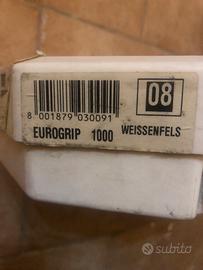 08
8 001879 030091
EUROGRIP 1000 WEISSENFELS
subito